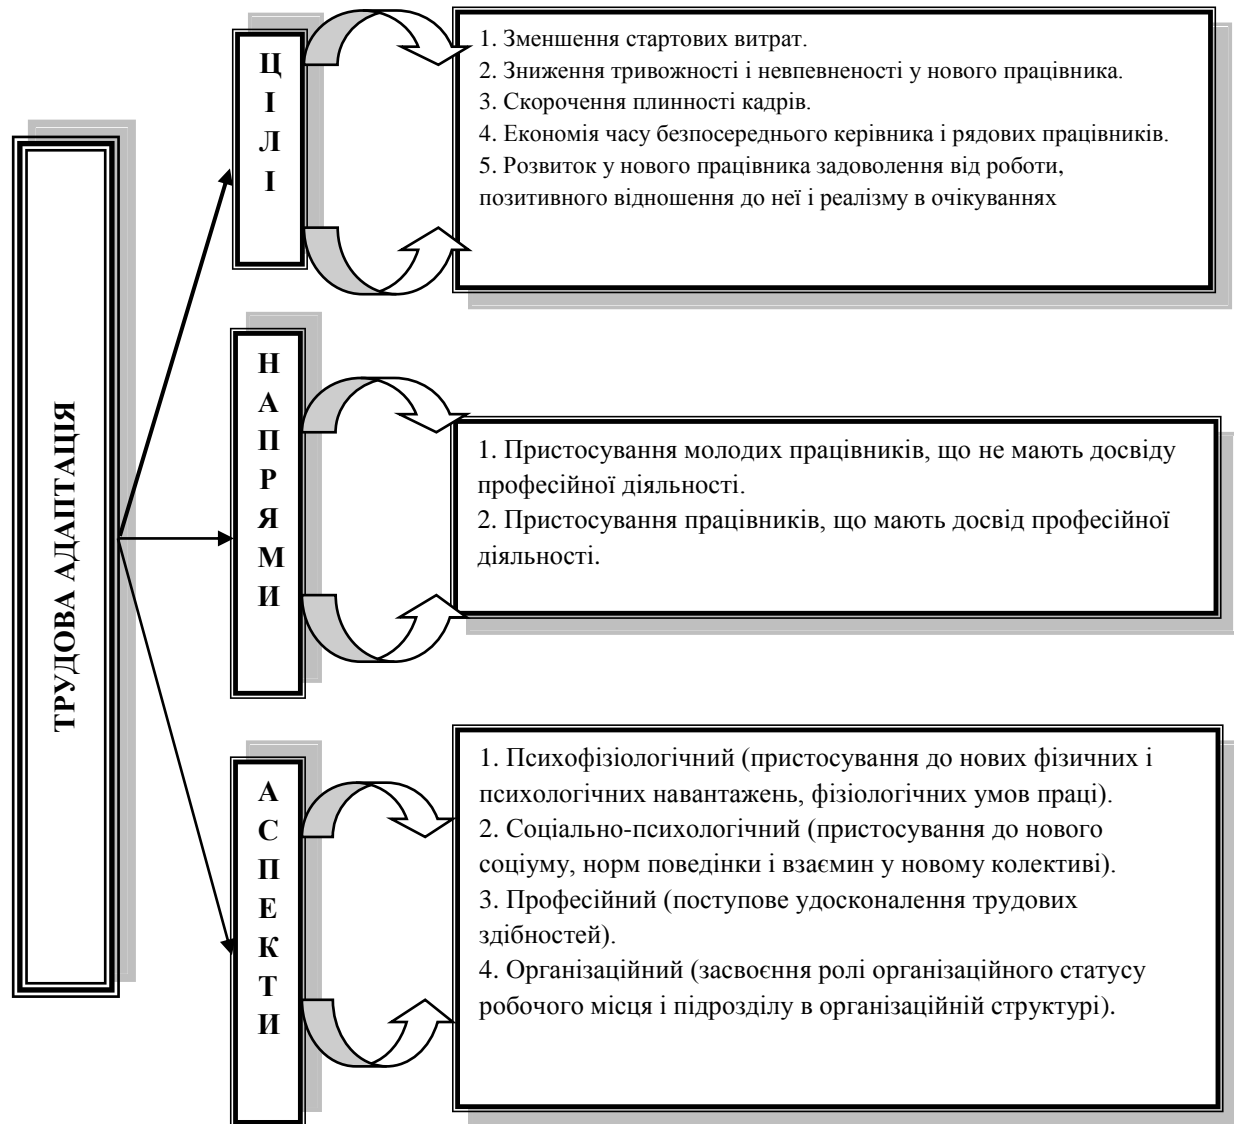 ТРУДОВА АДАПТАЦІЯ
ЦІЛІ
1. Зменшення стартових витрат.
2. Зниження тривожності і невпевненості у нового працівника.
3. Скорочення плинності кадрів.
4. Економія часу безпосереднього керівника і рядових працівників.
5. Розвиток у нового працівника задоволення від роботи,
позитивного відношення до неї і реалізму в очікуваннях
НАПРЯМИ
1. Пристосування молодих працівників, що не мають досвіду
професійної діяльності.
2. Пристосування працівників, що мають досвід професійної
діяльності.
АСПЕКТИ
1. Психофізіологічний (пристосування до нових фізичних і
психологічних навантажень, фізіологічних умов праці).
2. Соціально-психологічний (пристосування до нового
соціуму, норм поведінки і взаємин у новому колективі).
3. Професійний (поступове удосконалення трудових
здібностей).
4. Організаційний (засвоєння ролі організаційного статусу
робочого місця і підрозділу в організаційній структурі).